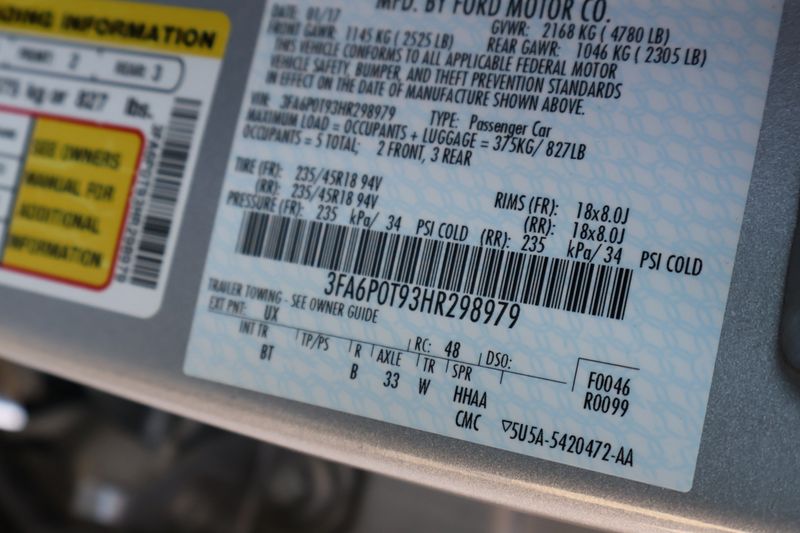 DING INFORMATION
FRONT: 2 REAR: 3
375 kg or 827 lbs.
SEE OWNERS
MANUAL FOR
ADDITIONAL
INFORMATION
3FA6P0T93HR298979
MFD. BY FORD MOTOR CO.
DATE: 01/17 GVWR: 2168 KG ( 4780 LB)
FRONT GAWR: 1145 KG ( 2525 LB) REAR GAWR: 1046 KG ( 2305 LB)
THIS VEHICLE CONFORMS TO ALL APPLICABLE FEDERAL MOTOR
VEHICLE SAFETY, BUMPER, AND THEFT PREVENTION STANDARDS
IN EFFECT ON THE DATE OF MANUFACTURE SHOWN ABOVE.
VIN: 3FA6P0T93HR298979 TYPE: Passenger Car
MAXIMUM LOAD = OCCUPANTS + LUGGAGE = 375KG/ 827LB
OCCUPANTS = 5 TOTAL; 2 FRONT, 3 REAR
TIRE (FR): 235/45R18 94V RIMS (FR): 18x8.0J
(RR): 235/45R18 94V (RR): 18x8.0J
PRESSURE (FR): 235 kPa/ 34 PSI COLD (RR): 235 kPa/ 34 PSI COLD
3FA6P0T93HR298979
TRAILER TOWING - SEE OWNER GUIDE
EXT PNT: UX RC: 48 DSO: F0046
INT TR TP/PS R AXLE TR SPR R0099
BT B 33 W HHAA
CMC ▽5U5A-5420472-AA